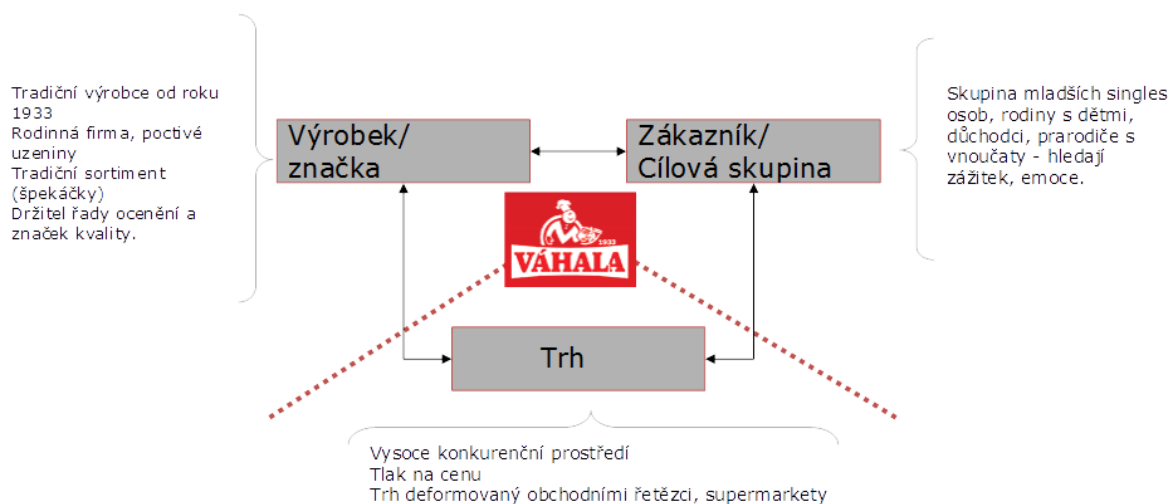 Tradiční výrobce od roku
1933
Rodinná firma, poctivé
uzeniny
Tradiční sortiment
(špekáčky)
Držitel řady ocenění a
značek kvality.
Výrobek/
značka
Zákazník/
Cílová skupina
Skupina mladších singles
osob, rodiny s dětmi,
důchodci, prarodiče s
vnoučaty - hledají
zážitek, emoce.
1933
VÁHALA
Trh
Vysoce konkurenční prostředí
Tlak na cenu
Trh deformovaný obchodními řetězci, supermarkety